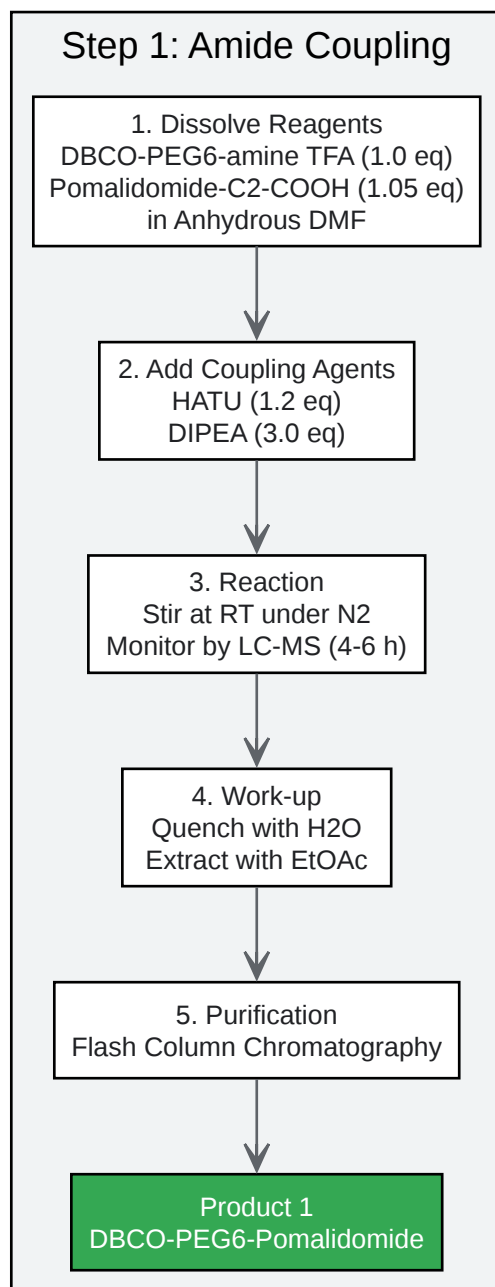 Step 1: Amide Coupling
1. Dissolve Reagents
DBCO-PEG6-amine TFA (1.0 eq)
Pomalidomide-C2-COOH (1.05 eq)
in Anhydrous DMF
2. Add Coupling Agents
HATU (1.2 eq)
DIPEA (3.0 eq)
3. Reaction
Stir at RT under N2
Monitor by LC-MS (4-6 h)
4. Work-up
Quench with H2O
Extract with EtOAc
5. Purification
Flash Column Chromatography
Product 1
DBCO-PEG6-Pomalidomide